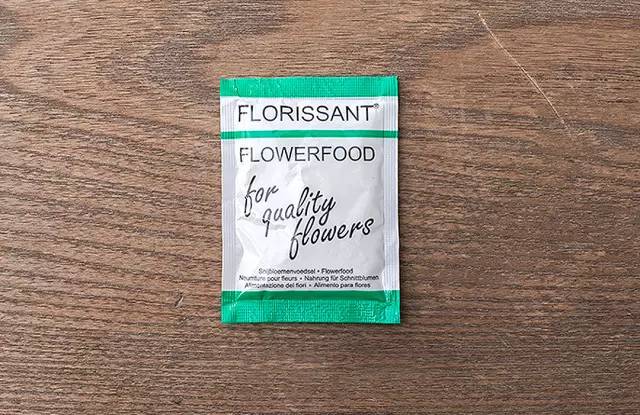 FLORISSANT®
FLOWERFOOD
for
quality
flowers
Snijbloemenvoedsel • Flowerfood
Nourriture pour fleurs • Nahrung für Schnittblumen
Alimentazione dei fiori • Alimento para flores